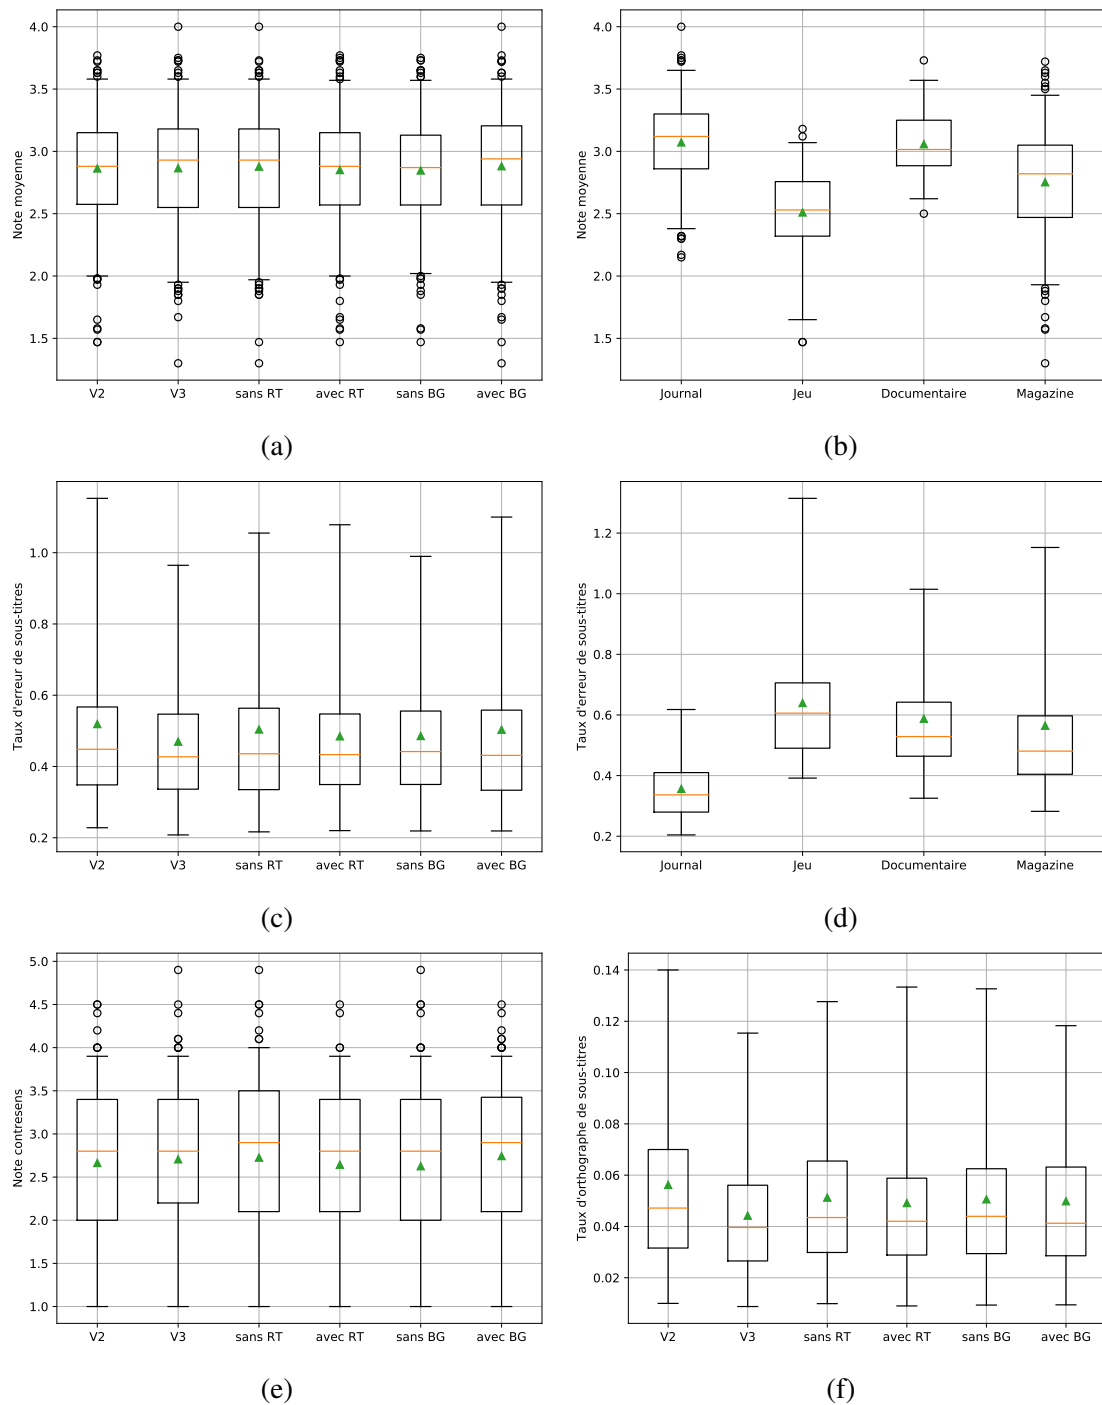 4.0
3.5
3.0
2.5
2.0
1.5
Note moyenne
V2 V3 sans RT avec RT sans BG avec BG
(a)
4.0
3.5
3.0
2.5
2.0
1.5
Note moyenne
Journal Jeu Documentaire Magazine
(b)
1.0
0.8
0.6
0.4
0.2
Taux d'erreur de sous-titres
V2 V3 sans RT avec RT sans BG avec BG
(c)
1.2
1.0
0.8
0.6
0.4
0.2
Taux d'erreur de sous-titres
Journal Jeu Documentaire Magazine
(d)
5.0
4.5
4.0
3.5
3.0
2.5
2.0
1.5
1.0
Note contresens
V2 V3 sans RT avec RT sans BG avec BG
(e)
0.14
0.12
0.10
0.08
0.06
0.04
0.02
Taux d'orthographe de sous-titres
V2 V3 sans RT avec RT sans BG avec BG
(f)